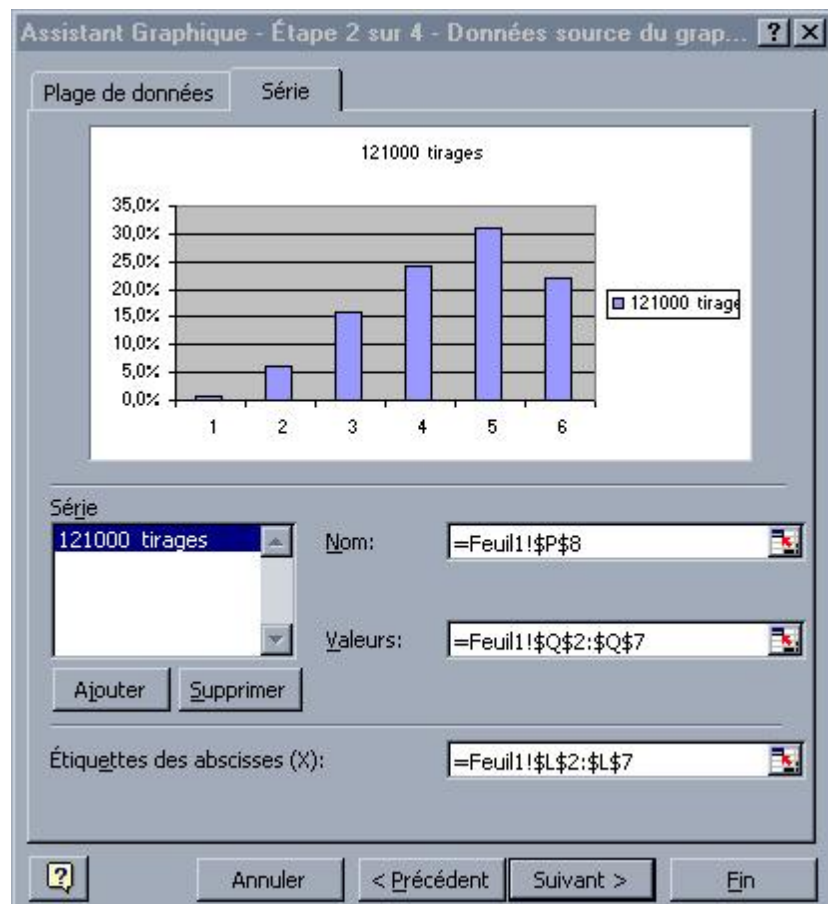 Assistant Graphique - Étape 2 sur 4 - Données source du grap...
Plage de données
Série
121000 tirages
35,0%
30,0%
25,0%
20,0%
15,0%
10,0%
5,0%
0,0%
1 2 3 4 5 6
121000 tirage
Série
121000 tirages
Nom:
=Feuil1!$P$8
Valeurs:
=Feuil1!$Q$2:$Q$7
Ajouter
Supprimer
Étiquettes des abscisses (X):
=Feuil1!$L$2:$L$7
Annuler
< Précédent
Suivant >
Fin